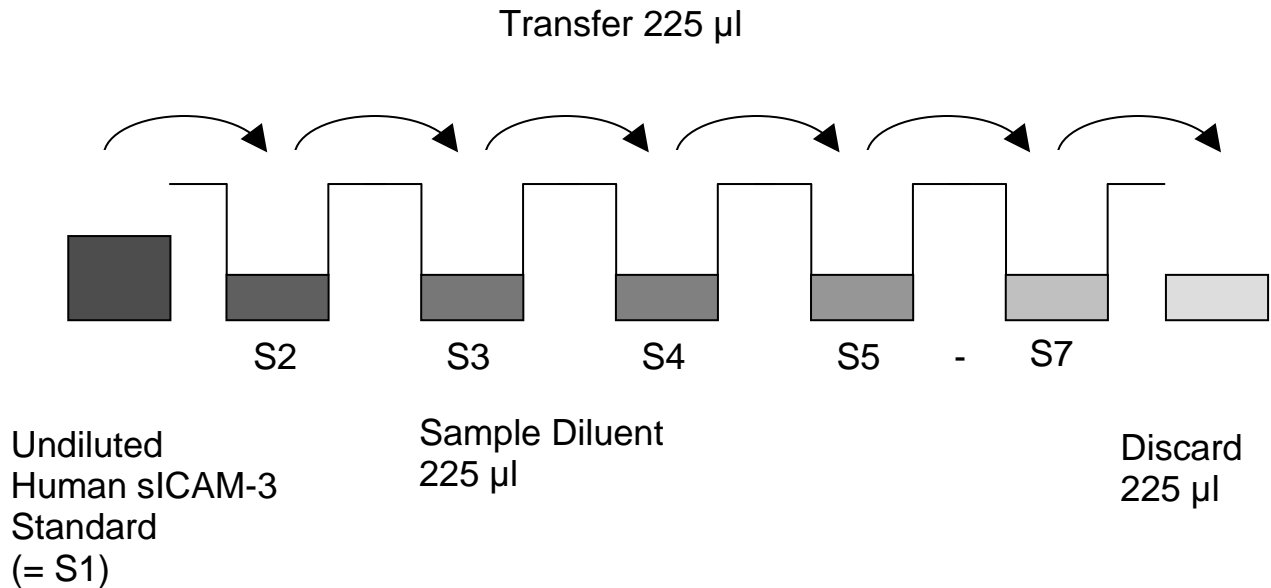 Transfer 225 µl
S2 S3 S4 S5 - S7
Undiluted
Human sICAM-3
Standard
(= S1)
Sample Diluent
225 µl
Discard
225 µl